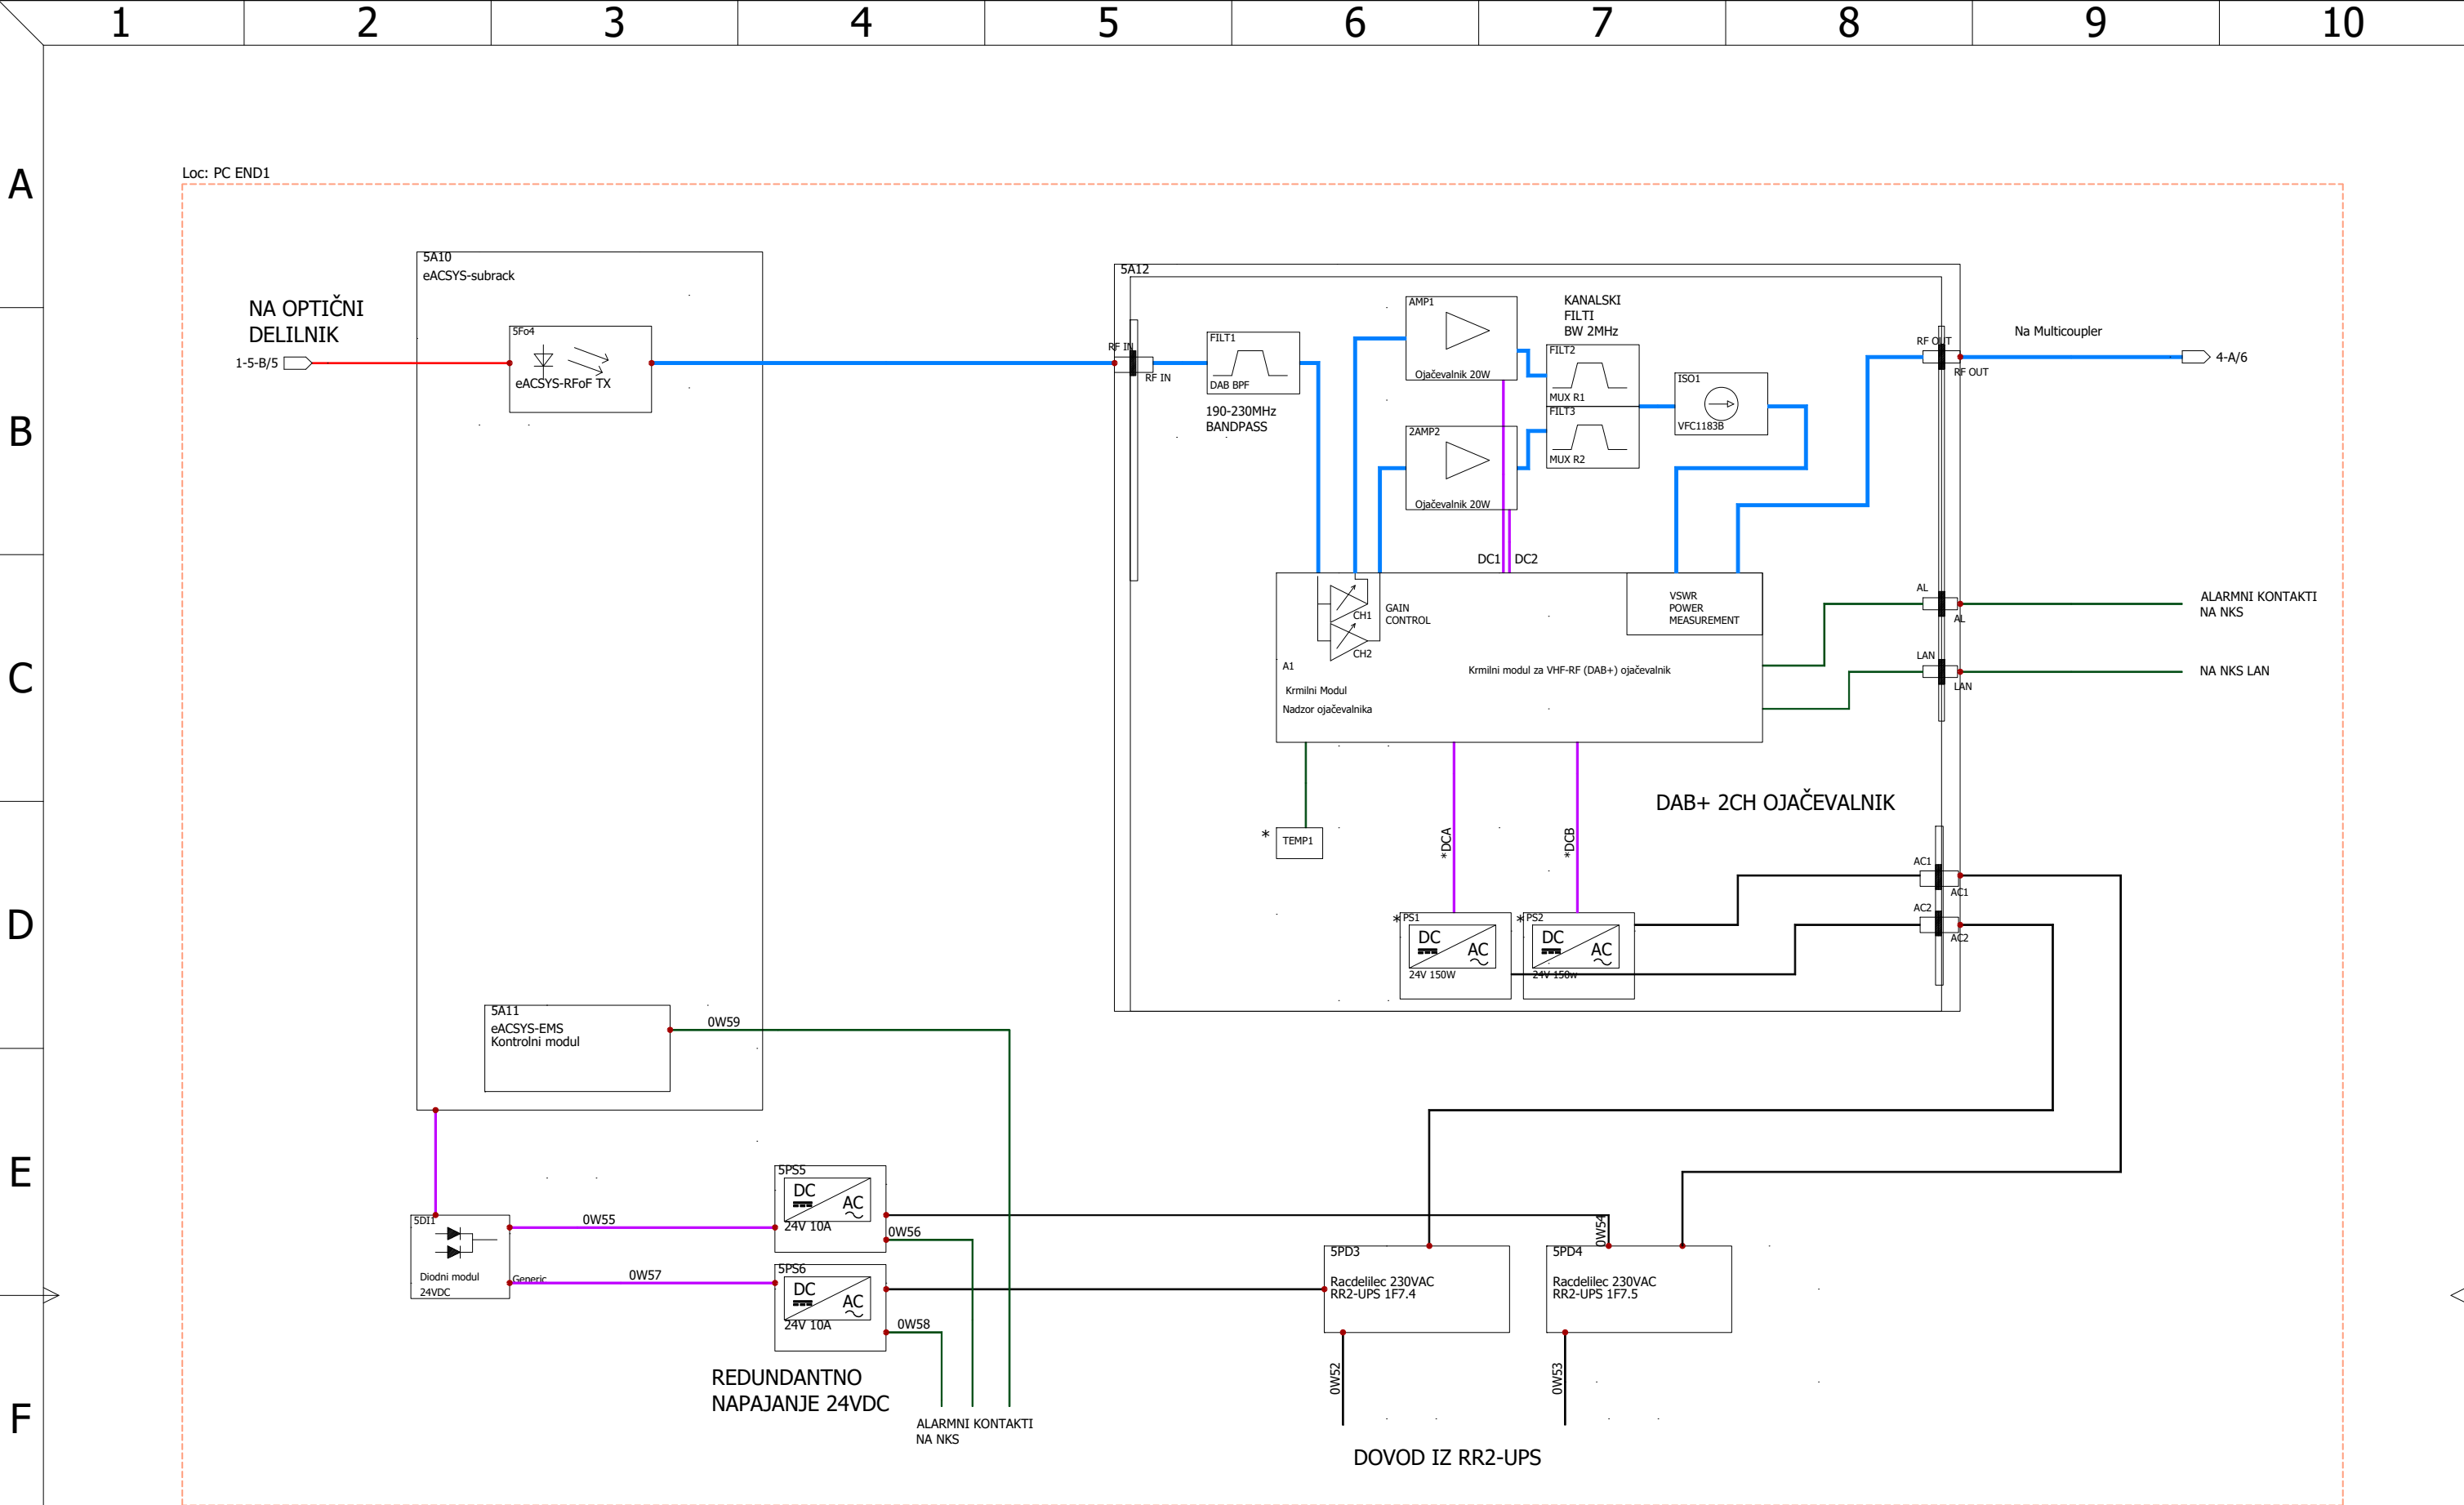 1 2 3 4 5 6 7 8 9 10
A
B
C
D
E
F
Loc: PC END1
5A10
eACSYS-subrack
NA OPTIČNI
DELILNIK
1-5-B/5
5Fo4
eACSYS-RFoF TX
5A12
RF IN
RF IN
FILT1
DAB BPF
190-230MHz
BANDPASS
AMP1
Ojačevalnik 20W
2AMP2
Ojačevalnik 20W
KANALSKI
FILTI
BW 2MHz
FILT2
MUX R1
FILT3
MUX R2
ISO1
VFC1183B
RF OUT
RF OUT
Na Multicoupler
4-A/6
DC1
DC2
CH1
CH2
GAIN
CONTROL
VSWR
POWER
MEASUREMENT
A1
Krmilni Modul
Nadzor ojačevalnika
Krmilni modul za VHF-RF (DAB+) ojačevalnik
AL
AL
ALARMNI KONTAKTI
NA NKS
LAN
LAN
NA NKS LAN
DAB+ 2CH OJAČEVALNIK
* TEMP1
*DCA
*DCB
AC1
AC1
AC2
AC2
* PS1
DC
AC
24V 150W
* PS2
DC
AC
24V 150w
5A11
eACSYS-EMS
Kontrolni modul
0W59
5DI1
Diodni modul
24VDC
Generic
0W55
0W57
5PS5
DC
AC
24V 10A
0W56
5PS6
DC
AC
24V 10A
0W58
REDUNDANTNO
NAPAJANJE 24VDC
ALARMNI KONTAKTI
NA NKS
0W54
5PD3
Racdelilec 230VAC
RR2-UPS 1F7.4
5PD4
Racdelilec 230VAC
RR2-UPS 1F7.5
0W52
0W53
DOVOD IZ RR2-UPS